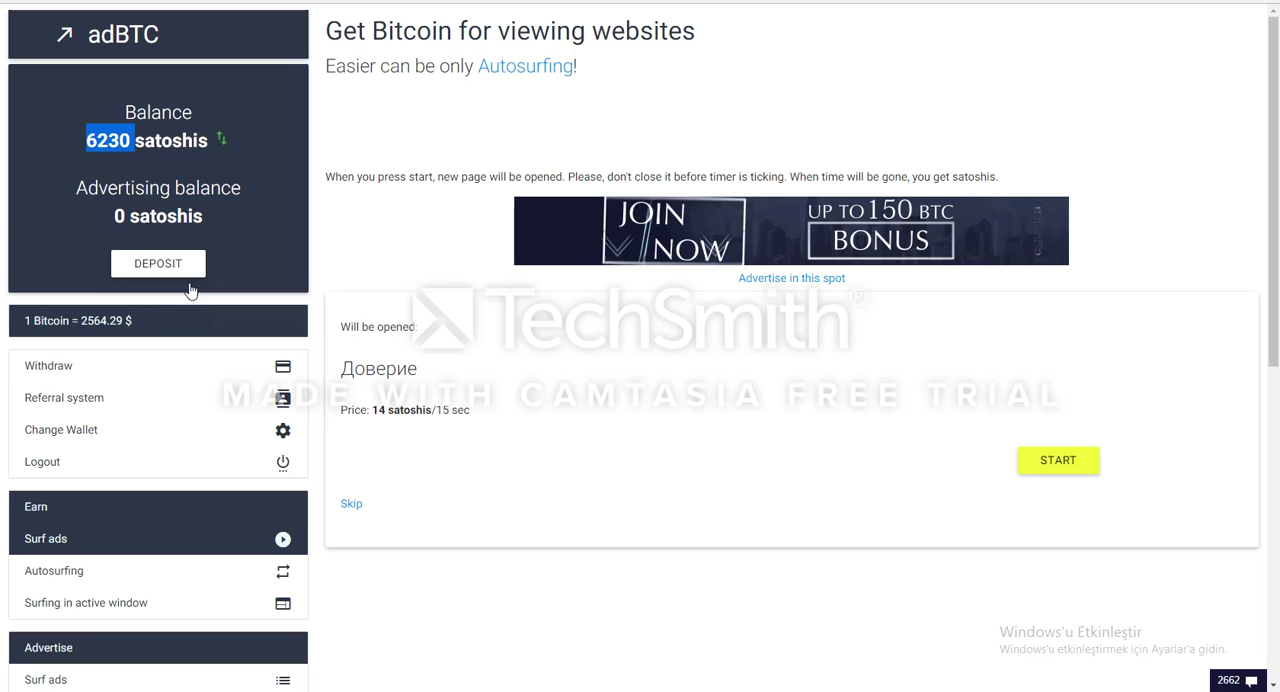 adBTC
Balance
6230 satoshis
Advertising balance
0 satoshis
DEPOSIT
1 Bitcoin = 2564.29 $
Withdraw
Referral system
Change Wallet
Logout
Earn
Surf ads
Autosurfing
Surfing in active window
Advertise
Surf ads
Get Bitcoin for viewing websites
Easier can be only Autosurfing!
When you press start, new page will be opened. Please, don't close it before timer is ticking. When time will be gone, you get satoshis.
JOIN
NOW
UP TO 150 BTC
BONUS
Advertise in this spot
TechSmith®
Will be opened:
Доверие
MADE WITH CAMTASIA FREE TRIAL
Price: 14 satoshis/15 sec
START
Skip
Windows'u Etkinleştir
Windows'u etkinleştirmek için Ayarlar'a gidin.
2662